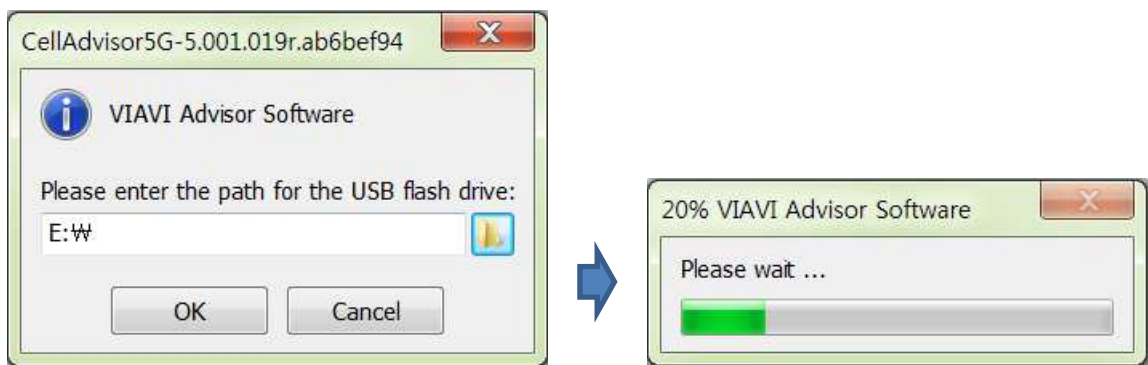 CellAdvisor5G-5.001.019r.ab6bef94
VIAVI Advisor Software
Please enter the path for the USB flash drive:
E:₩
OK
Cancel
20% VIAVI Advisor Software
Please wait ...